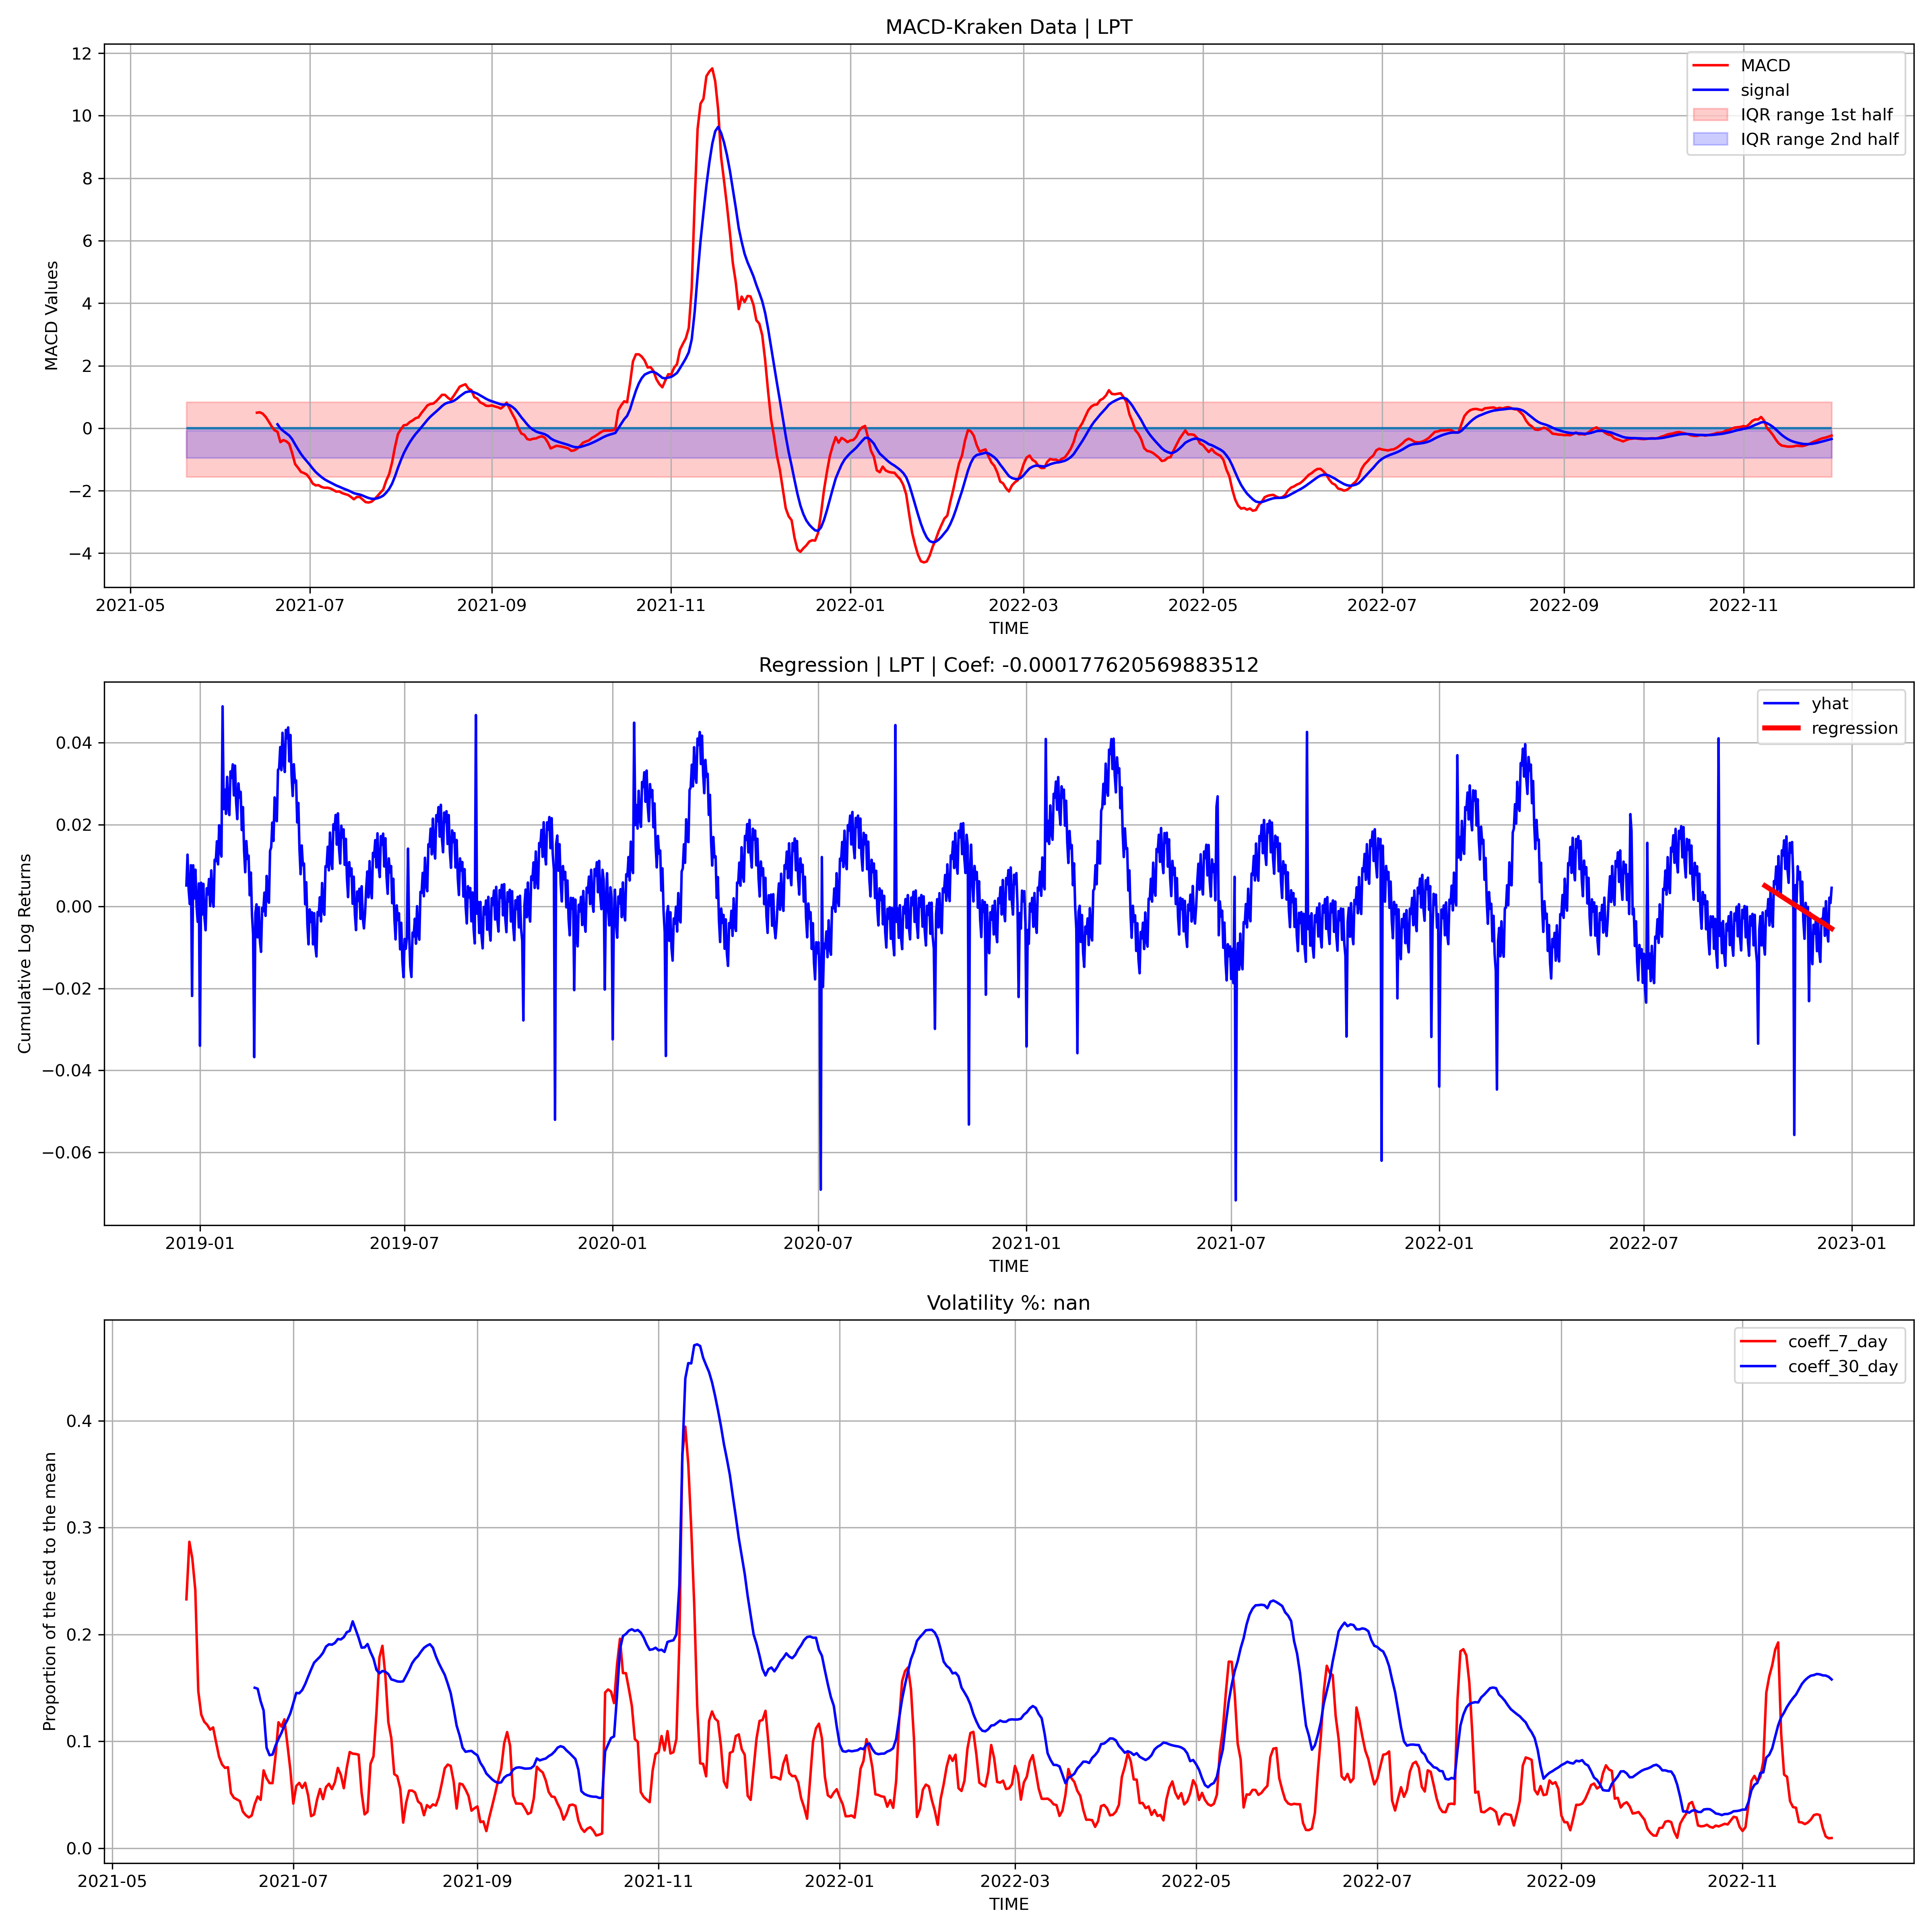 MACD-Kraken Data | LPT
MACD Values
12
10
8
6
4
2
0
−2
−4
MACD
signal
IQR range 1st half
IQR range 2nd half
2021-05 2021-07 2021-09 2021-11 2022-01 2022-03 2022-05 2022-07 2022-09 2022-11
TIME
Regression | LPT | Coef: -0.000177620569883512
Cumulative Log Returns
0.04
0.02
0.00
−0.02
−0.04
−0.06
yhat
regression
2019-01 2019-07 2020-01 2020-07 2021-01 2021-07 2022-01 2022-07 2023-01
TIME
Volatility %: nan
Proportion of the std to the mean
0.4
0.3
0.2
0.1
0.0
coeff_7_day
coeff_30_day
2021-05 2021-07 2021-09 2021-11 2022-01 2022-03 2022-05 2022-07 2022-09 2022-11
TIME